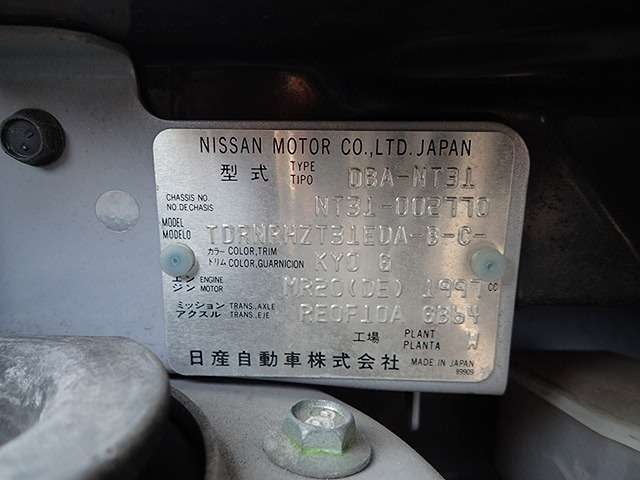 NISSAN MOTOR CO.,LTD.JAPAN
型式 TYPE TIPO DBA-NT31
CHASSIS NO. NO.DE CHASIS NT31-002770
MODEL MODELO TDRNRHZT31EDA-B-C-
カラー COLOR,TRIM トリム COLOR,GUARNICION KY0 G
エンジン ENGINE MOTOR MR20(DE) 1997 cc
ミッション TRANS.,AXLE アクスル TRANS.,EJE RE0F10A GB64
工場 PLANT PLANTA W
日産自動車株式会社 MADE IN JAPAN
89909